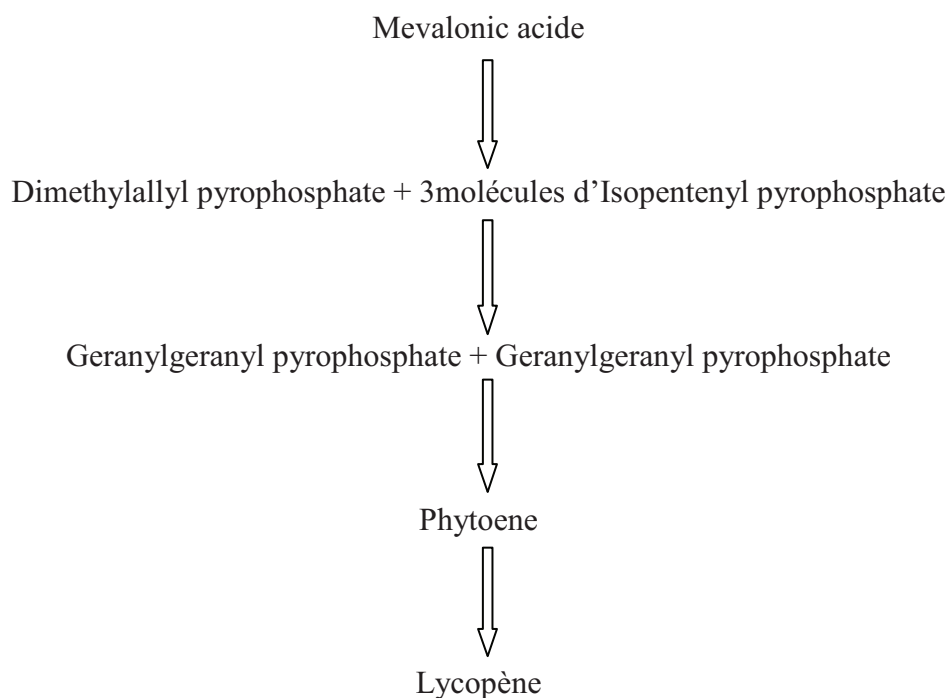 Mevalonic acide
Dimethylallyl pyrophosphate + 3molécules d’Isopentenyl pyrophosphate
Geranylgeranyl pyrophosphate + Geranylgeranyl pyrophosphate
Phytoene
Lycopène